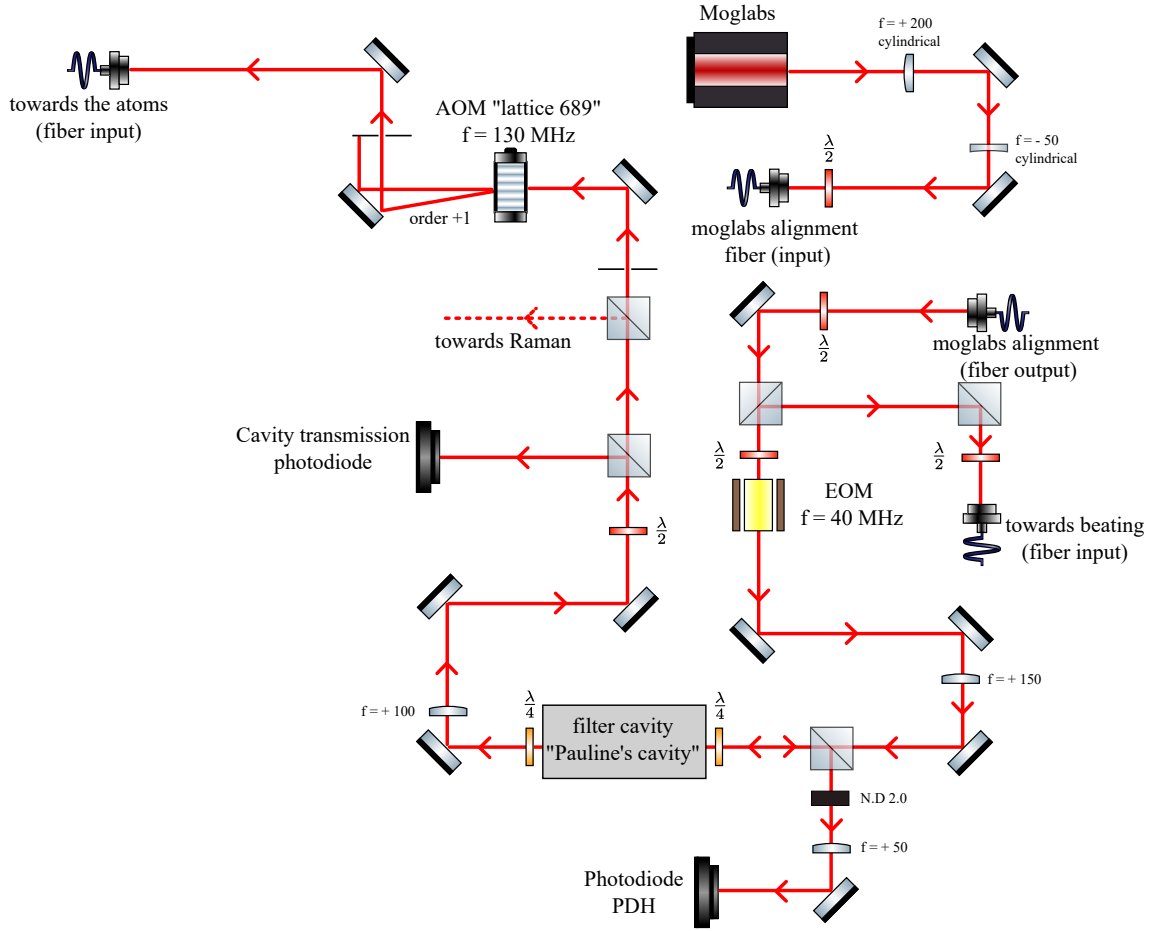 Moglabs
f = + 200
cylindrical
towards the atoms
(fiber input)
AOM "lattice 689"
f = 130 MHz
f = - 50
cylindrical
λ/2
order +1
moglabs alignment
fiber (input)
towards Raman
λ/2
moglabs alignment
(fiber output)
Cavity transmission
photodiode
λ/2
λ/2
EOM
f = 40 MHz
λ/2
towards beating
(fiber input)
f = + 150
f = + 100
λ/4
filter cavity
"Pauline's cavity"
λ/4
N.D 2.0
f = + 50
Photodiode
PDH